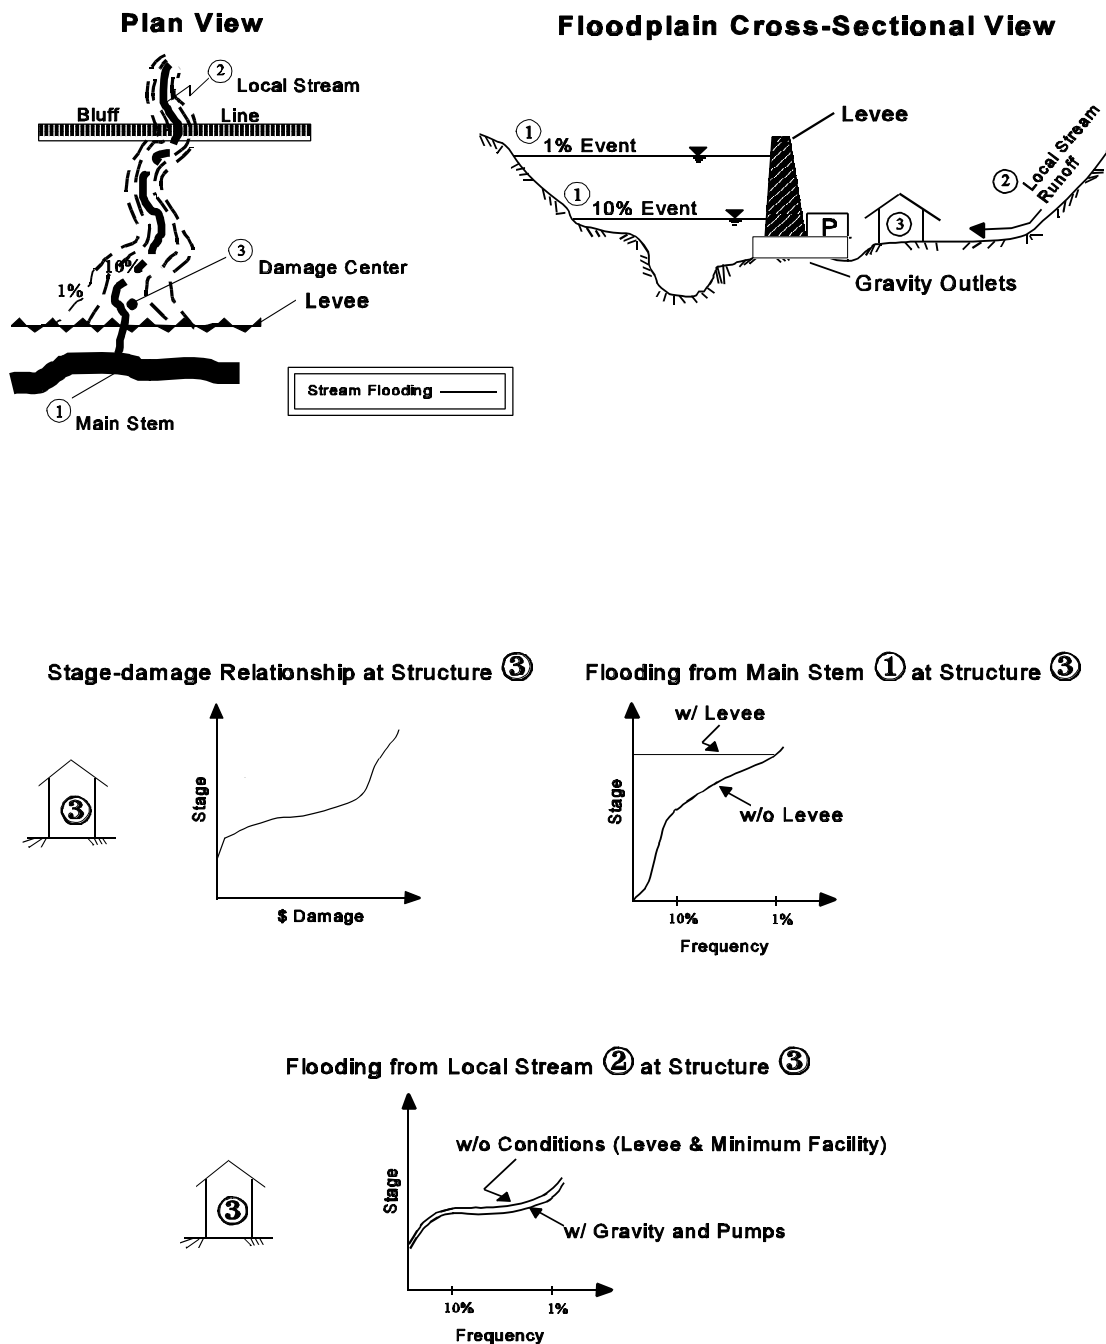 Plan View
② Local Stream
Bluff Line
③ Damage Center
10%
1%
Levee
① Main Stem
Stream Flooding
Floodplain Cross-Sectional View
Levee
① 1% Event
① 10% Event
② Local Stream
Runoff
P
③
Gravity Outlets
Stage-damage Relationship at Structure ③
③
Stage
$ Damage
Flooding from Main Stem ① at Structure ③
w/ Levee
Stage
w/o Levee
10% 1%
Frequency
Flooding from Local Stream ② at Structure ③
③
w/o Conditions (Levee & Minimum Facility)
Stage
w/ Gravity and Pumps
10% 1%
Frequency